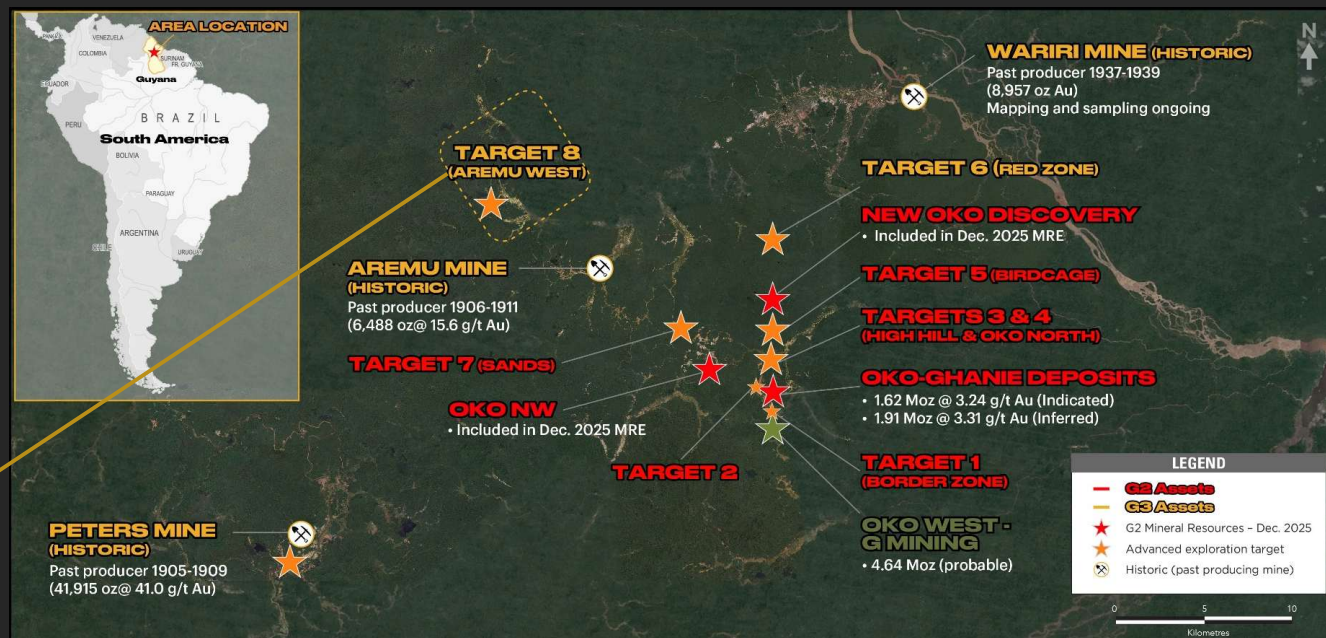 AREA LOCATION
PANAMA
VENEZUELA
COLOMBIA
SURINAM
FR. GUYANA
Guyana
ECUADOR
PERU
BRAZIL
South America
BOLIVIA
PARAGUAY
ARGENTINA
CHILE
URUGUAY
N
WARIRI MINE (HISTORIC)
Past producer 1937-1939
(8,957 oz Au)
Mapping and sampling ongoing
TARGET 8
(AREMU WEST)
TARGET 6 (RED ZONE)
NEW OKO DISCOVERY
• Included in Dec. 2025 MRE
AREMU MINE
(HISTORIC)
Past producer 1906-1911
(6,488 oz@ 15.6 g/t Au)
TARGET 5 (BIRDCAGE)
TARGETS 3 & 4
(HIGH HILL & OKO NORTH)
TARGET 7 (SANDS)
OKO-GHANIE DEPOSITS
• 1.62 Moz @ 3.24 g/t Au (Indicated)
• 1.91 Moz @ 3.31 g/t Au (Inferred)
OKO NW
• Included in Dec. 2025 MRE
TARGET 2
TARGET 1
(BORDER ZONE)
OKO WEST -
G MINING
• 4.64 Moz (probable)
PETERS MINE
(HISTORIC)
Past producer 1905-1909
(41,915 oz@ 41.0 g/t Au)
LEGEND
G2 Assets
G3 Assets
G2 Mineral Resources – Dec. 2025
Advanced exploration target
Historic (past producing mine)
0 5 10
Kilometres